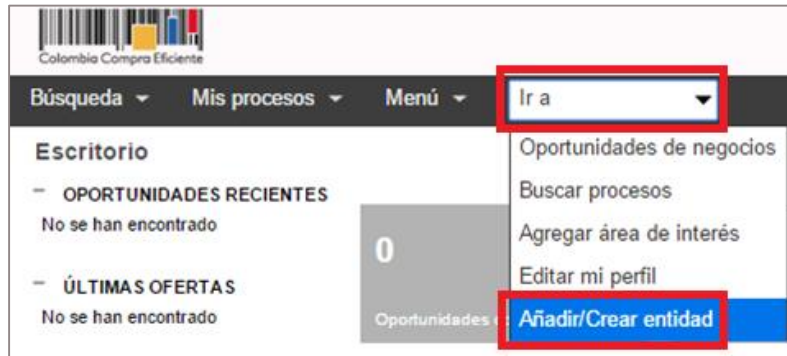 Colombia Compra Eficiente
Búsqueda Mis procesos Menú Ir a
Escritorio
OPORTUNIDADES RECIENTES
No se han encontrado
ÚLTIMAS OFERTAS
No se han encontrado
0
Oportunidades
Oportunidades de negocios
Buscar procesos
Agregar área de interés
Editar mi perfil
Añadir/Crear entidad